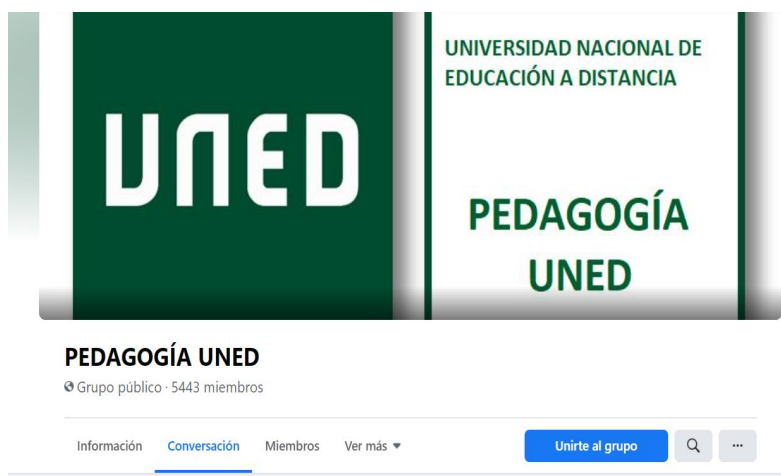 UNED
UNIVERSIDAD NACIONAL DE
EDUCACIÓN A DISTANCIA
PEDAGOGÍA
UNED
PEDAGOGÍA UNED
Grupo público · 5443 miembros
Información Conversación Miembros Ver más Unirte al grupo